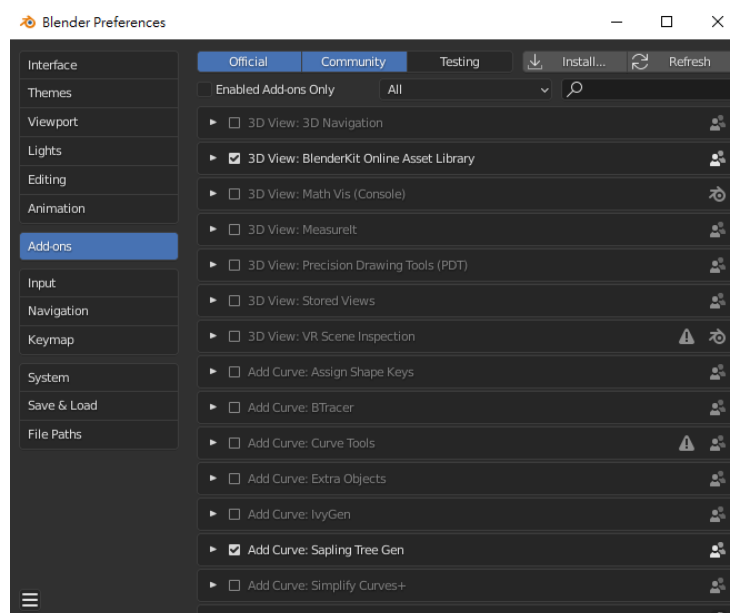 Blender Preferences
Interface
Themes
Viewport
Lights
Editing
Animation
Add-ons
Input
Navigation
Keymap
System
Save & Load
File Paths
Official Community Testing Install... Refresh
Enabled Add-ons Only All
3D View: 3D Navigation
3D View: BlenderKit Online Asset Library
3D View: Math Vis (Console)
3D View: MeasureIt
3D View: Precision Drawing Tools (PDT)
3D View: Stored Views
3D View: VR Scene Inspection
Add Curve: Assign Shape Keys
Add Curve: BTracer
Add Curve: Curve Tools
Add Curve: Extra Objects
Add Curve: IvyGen
Add Curve: Sapling Tree Gen
Add Curve: Simplify Curves+